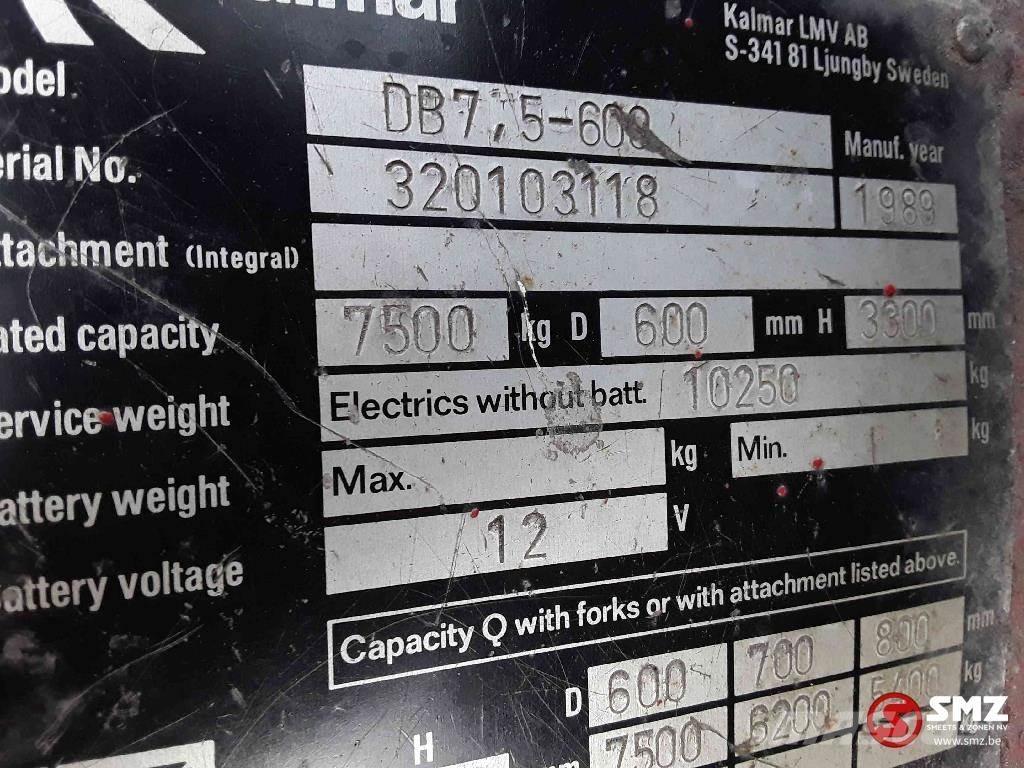 Kalmar LMV AB
S-341 81 Ljungby Sweden
DB7,5-600
Manuf. year
erial No. 320103118 1989
ttachment (Integral)
ated capacity 7500 kg D 600 mm H 3300 mm
ervice weight Electrics without batt. 10250 kg
attery weight Max. kg Min. kg
attery voltage 12 V
Capacity Q with forks or with attachment listed above.
D 600 700 800 mm
H 7500 6200 5400 kg
SMZ
SHEETS & ZONEN NV
www.smz.be